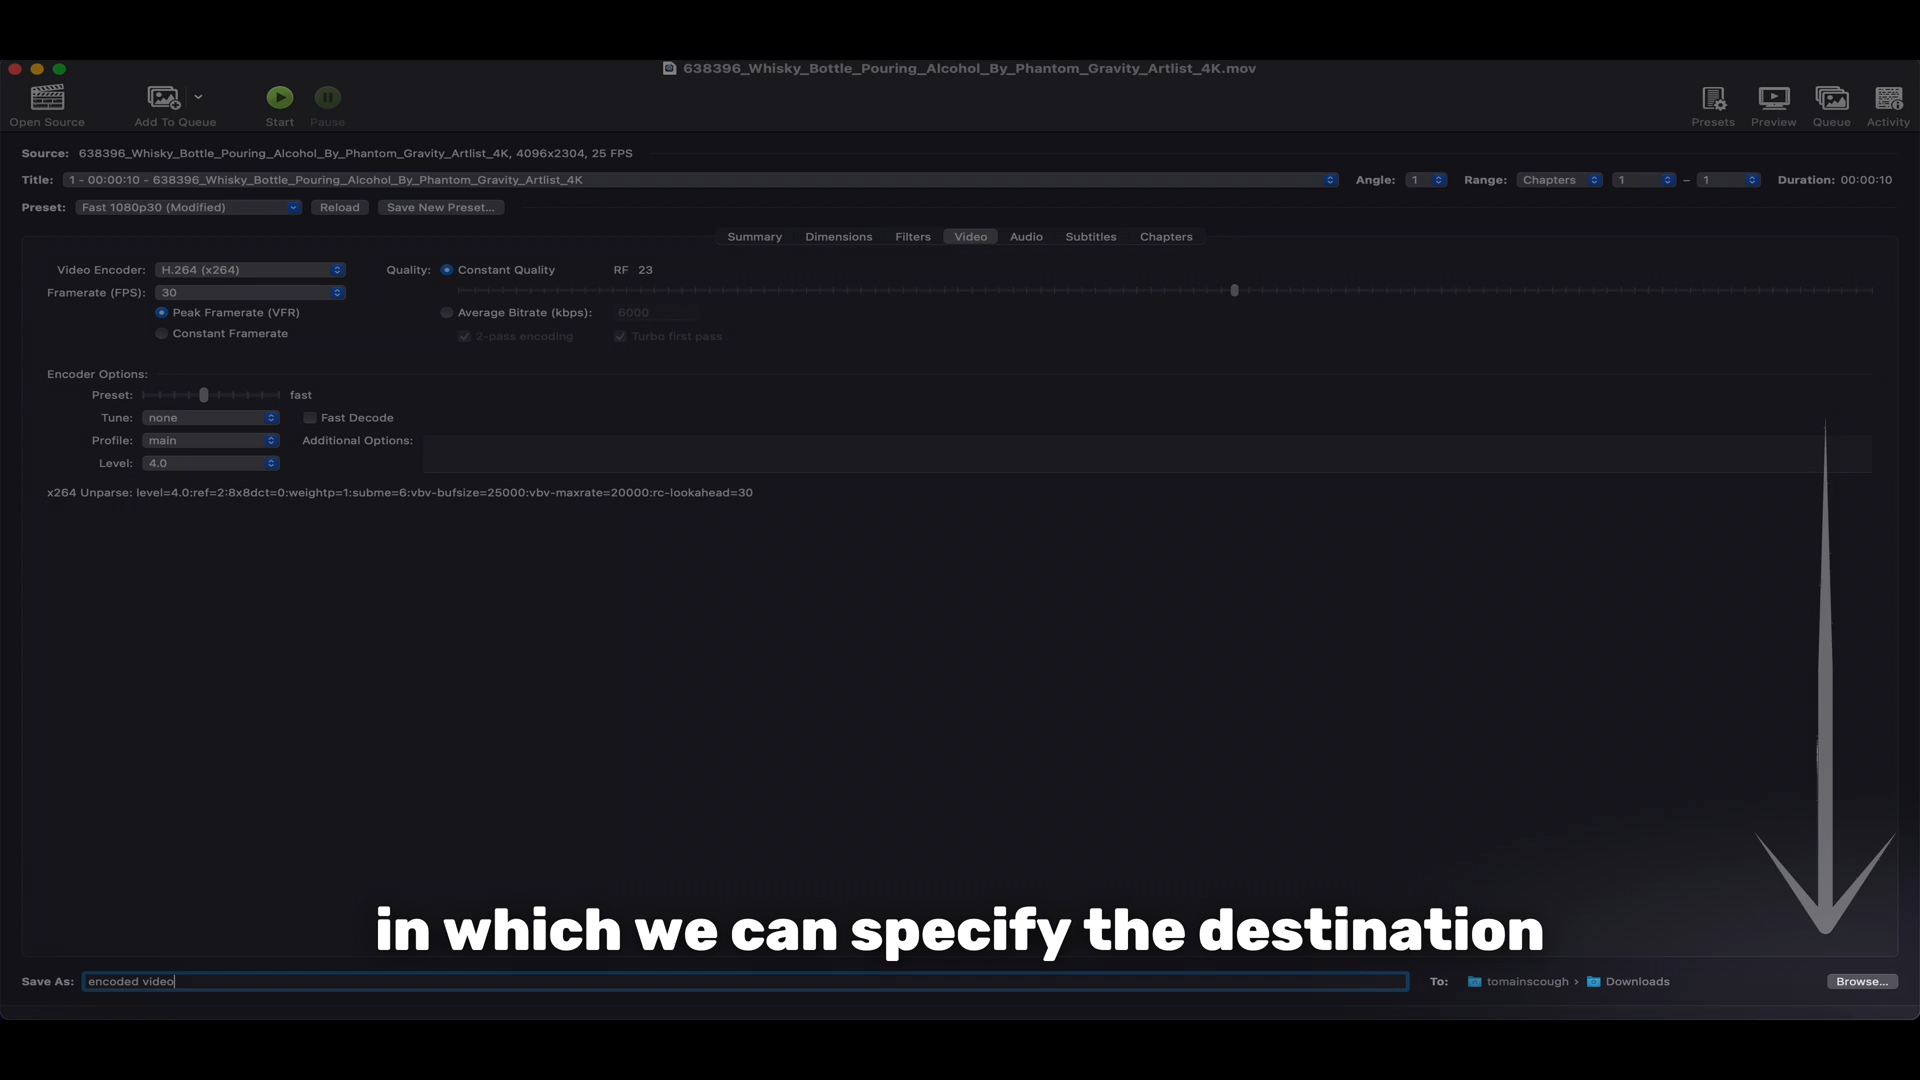 638396_Whisky_Bottle_Pouring_Alcohol_By_Phantom_Gravity_Artlist_4K.mov
Open Source Add To Queue Start Pause Presets Preview Queue Activity
Source: 638396_Whisky_Bottle_Pouring_Alcohol_By_Phantom_Gravity_Artlist_4K, 4096x2304, 25 FPS
Title: 1 - 00:00:10 - 638396_Whisky_Bottle_Pouring_Alcohol_By_Phantom_Gravity_Artlist_4K Angle: 1 Range: Chapters 1 – 1 Duration: 00:00:10
Preset: Fast 1080p30 (Modified) Reload Save New Preset...
Summary Dimensions Filters Video Audio Subtitles Chapters
Video Encoder: H.264 (x264) Quality: Constant Quality RF 23
Framerate (FPS): 30
Peak Framerate (VFR) Average Bitrate (kbps): 6000
Constant Framerate 2-pass encoding Turbo first pass
Encoder Options:
Preset: fast
Tune: none Fast Decode
Profile: main Additional Options:
Level: 4.0
x264 Unparse: level=4.0:ref=2:8x8dct=0:weightp=1:subme=6:vbv-bufsize=25000:vbv-maxrate=20000:rc-lookahead=30
in which we can specify the destination
Save As: encoded video To: tomainscough › Downloads Browse...